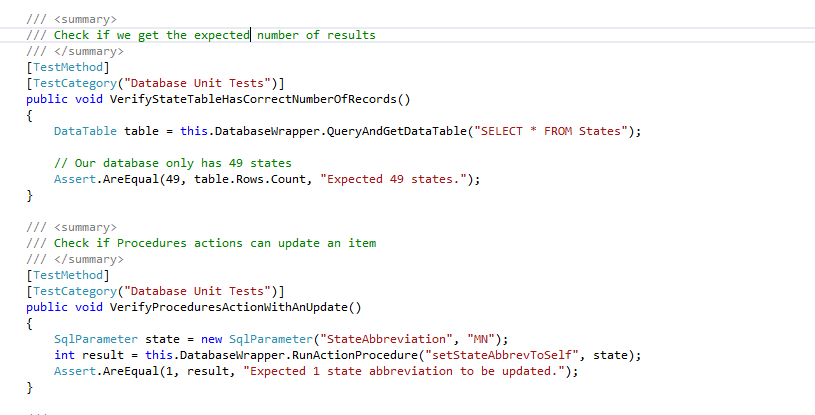 /// <summary>
/// Check if we get the expected number of results
/// </summary>
[TestMethod]
[TestCategory("Database Unit Tests")]
public void VerifyStateTableHasCorrectNumberOfRecords()
{
    DataTable table = this.DatabaseWrapper.QueryAndGetDataTable("SELECT * FROM States");

    // Our database only has 49 states
    Assert.AreEqual(49, table.Rows.Count, "Expected 49 states.");
}

/// <summary>
/// Check if Procedures actions can update an item
/// </summary>
[TestMethod]
[TestCategory("Database Unit Tests")]
public void VerifyProceduresActionWithAnUpdate()
{
    SqlParameter state = new SqlParameter("StateAbbreviation", "MN");
    int result = this.DatabaseWrapper.RunActionProcedure("setStateAbbrevToSelf", state);
    Assert.AreEqual(1, result, "Expected 1 state abbreviation to be updated.");
}